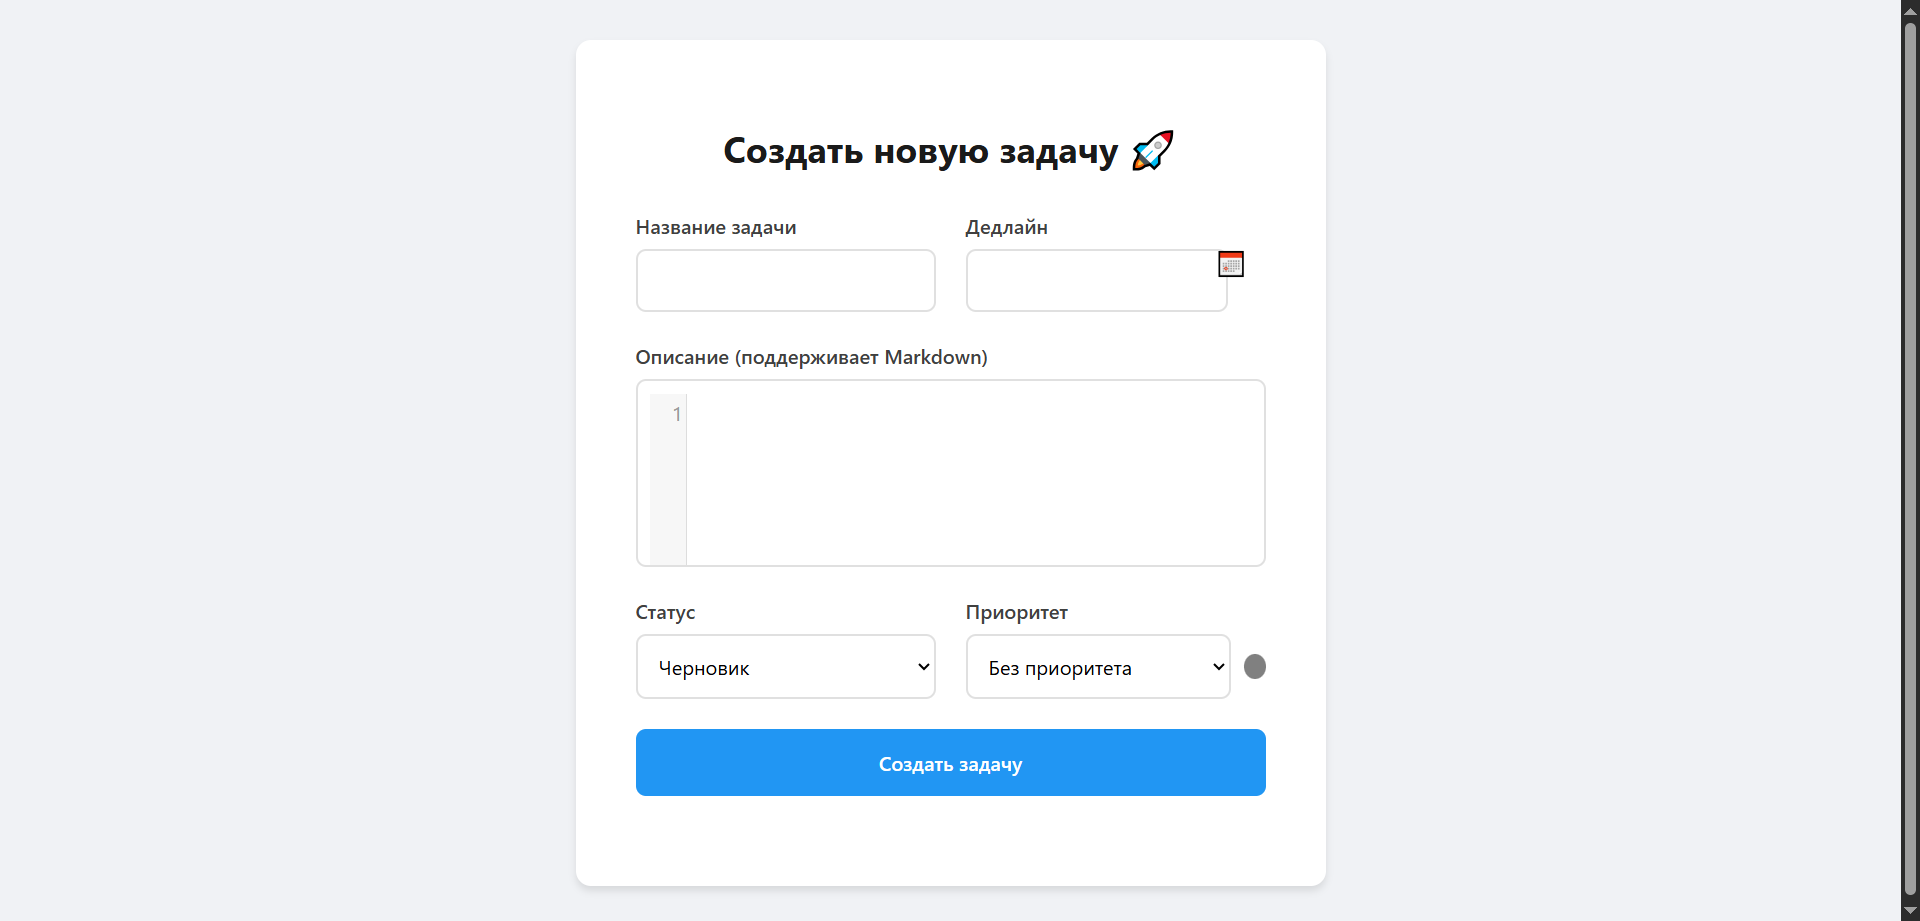 Создать новую задачу 🚀
Название задачи
Дедлайн
Описание (поддерживает Markdown)
1
Статус
Приоритет
Черновик
Без приоритета
Создать задачу